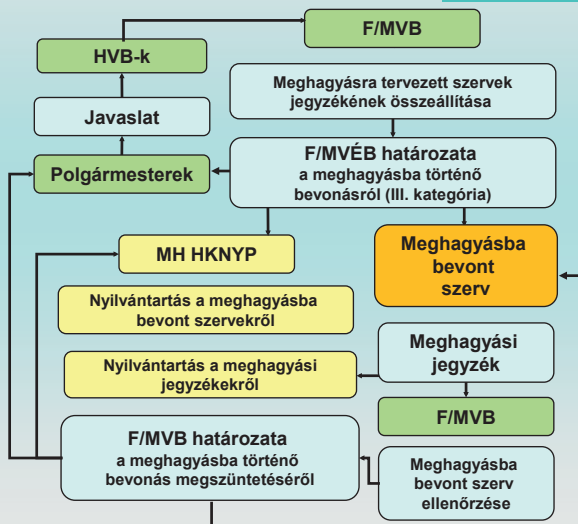 F/MVB
HVB-k
Meghagyásra tervezett szervek
jegyzékének összeállítása
Javaslat
F/MVÉB határozata
a meghagyásba történő
bevonásról (III. kategória)
Polgármesterek
MH HKNYP
Meghagyásba
bevont
szerv
Nyilvántartás a meghagyásba
bevont szervekről
Meghagyási
jegyzék
Nyilvántartás a meghagyási
jegyzékekről
F/MVB
F/MVB határozata
a meghagyásba történő
bevonás megszüntetéséről
Meghagyásba
bevont szerv
ellenőrzése